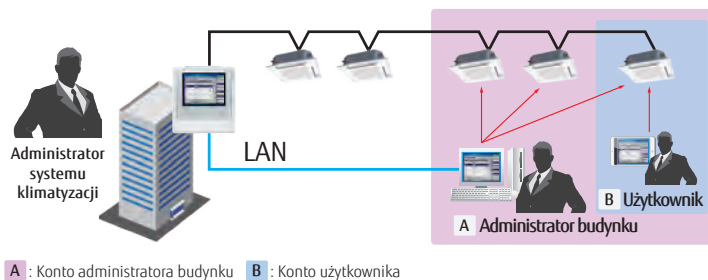 Administrator
systemu
klimatyzacji
LAN
B Użytkownik
A Administrator budynku
A : Konto administratora budynku B : Konto użytkownika